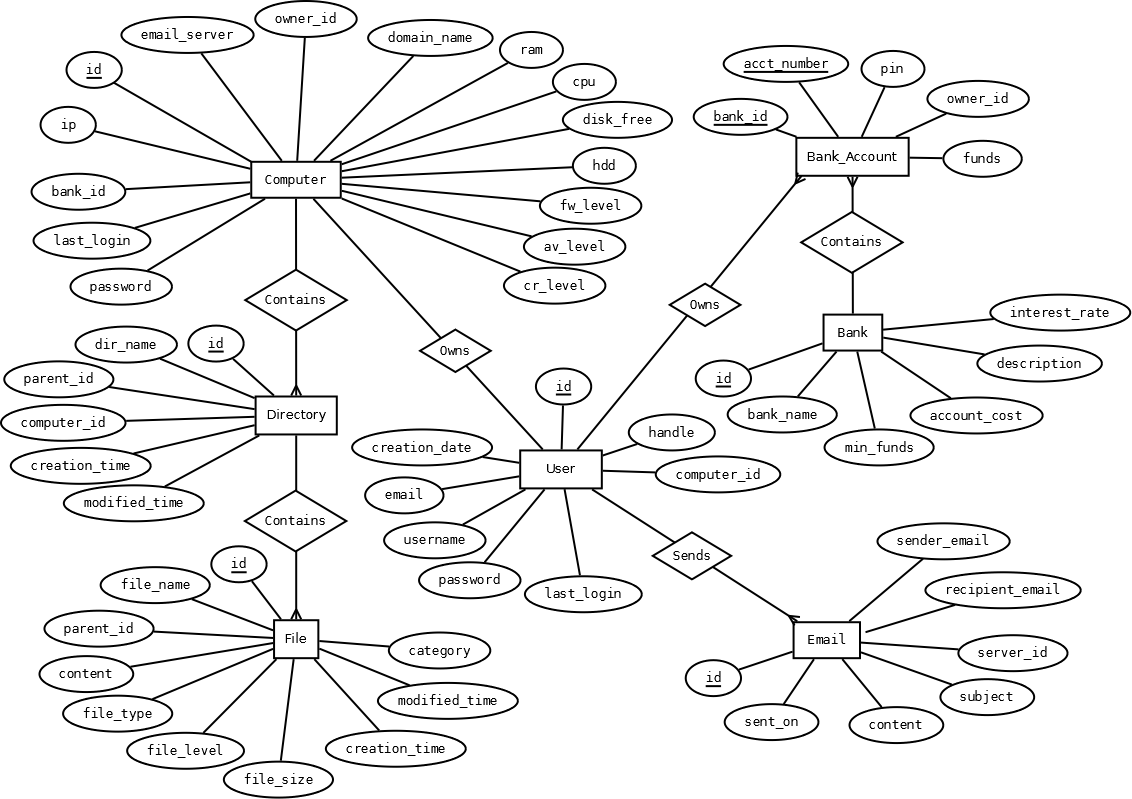 owner_id
email_server
domain_name
ram
id
cpu
ip
disk_free
hdd
Computer
bank_id
fw_level
last_login
av_level
password
cr_level
acct_number
pin
bank_id
owner_id
Bank_Account
funds
Contains
Contains
Owns
Owns
interest_rate
Bank
description
id
bank_name
account_cost
min_funds
dir_name
id
parent_id
Directory
computer_id
creation_time
modified_time
id
creation_date
handle
User
computer_id
email
username
password
last_login
Contains
Sends
id
file_name
parent_id
File
content
category
file_type
modified_time
file_level
creation_time
file_size
sender_email
recipient_email
Email
server_id
id
subject
sent_on
content